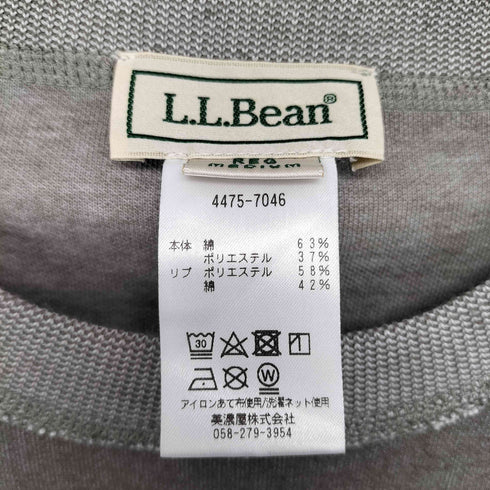 L.L.Bean®
REG
MEDIUM
4475-7046
本体 綿 63%
ポリエステル 37%
リブ ポリエステル 58%
綿 42%
30
W
アイロンあて布使用/洗濯ネット使用
美濃屋株式会社
058-279-3954